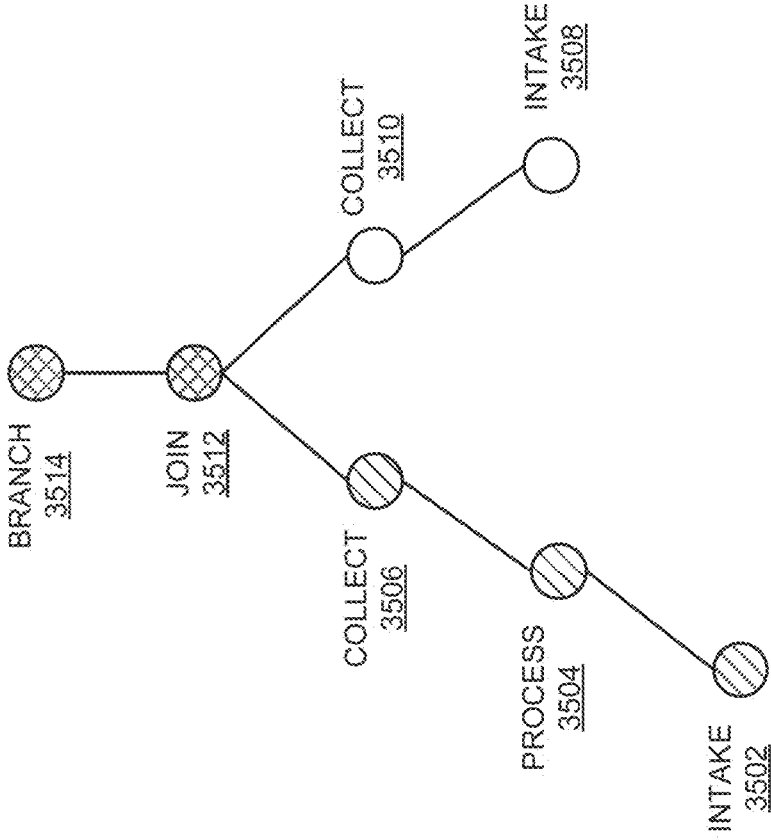 BRANCH
3514
JOIN
3512
COLLECT
3510
INTAKE
3508
COLLECT
3506
PROCESS
3504
INTAKE
3502